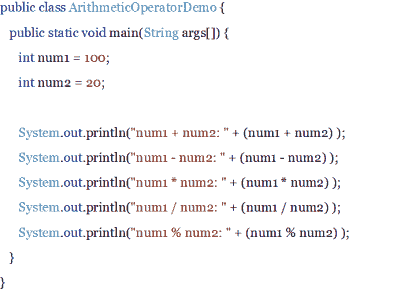 public class ArithmeticOperatorDemo {
public static void main(String args[]) {
int num1 = 100;
int num2 = 20;
System.out.println("num1 + num2: " + (num1 + num2) );
System.out.println("num1 - num2: " + (num1 - num2) );
System.out.println("num1 * num2: " + (num1 * num2) );
System.out.println("num1 / num2: " + (num1 / num2) );
System.out.println("num1 % num2: " + (num1 % num2) );
}
}